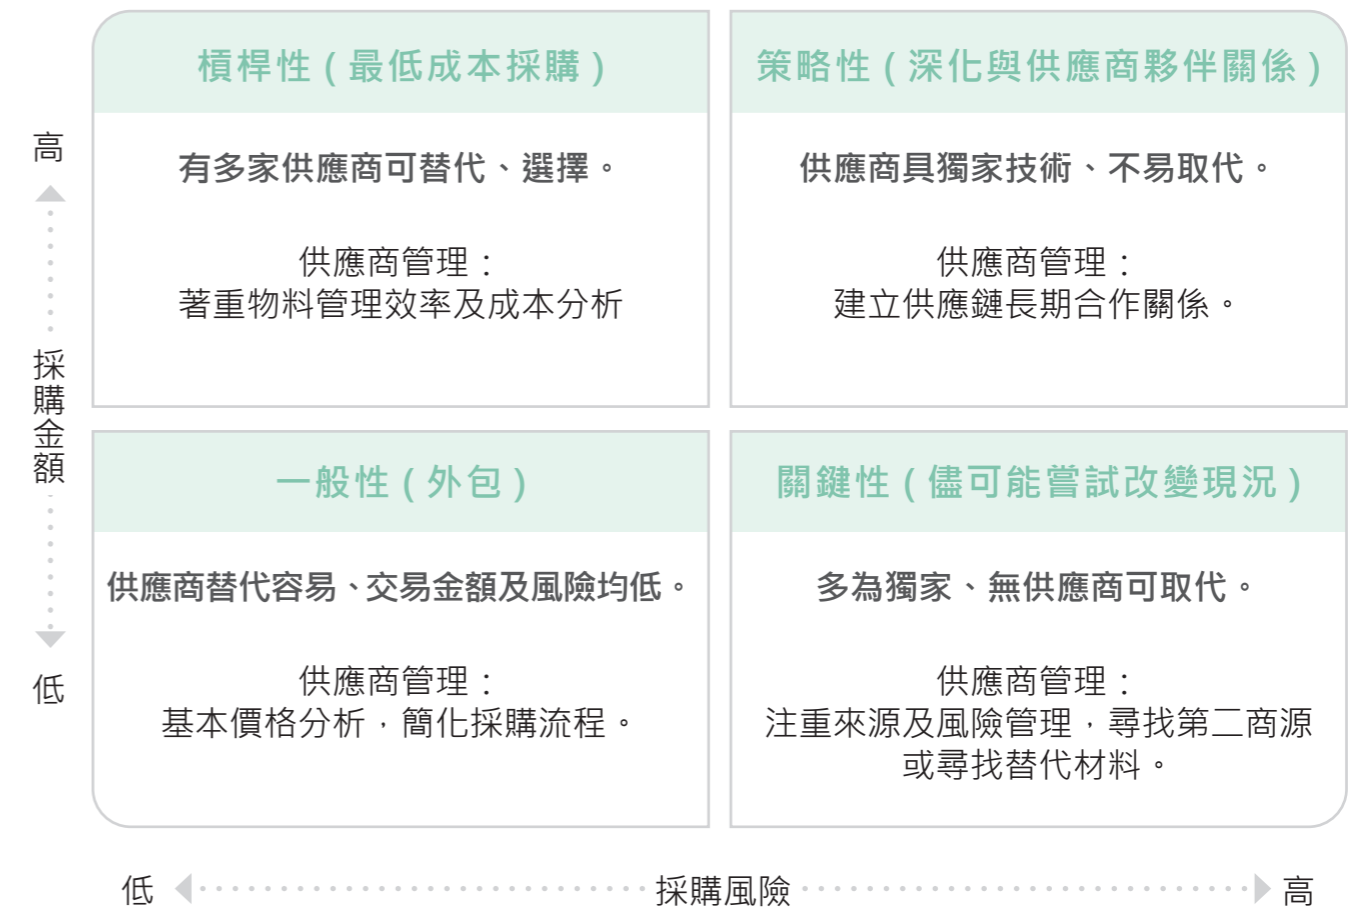 槓桿性 ( 最低成本採購 )
有多家供應商可替代、選擇。
供應商管理：
著重物料管理效率及成本分析
策略性 ( 深化與供應商夥伴關係 )
供應商具獨家技術、不易取代。
供應商管理：
建立供應鏈長期合作關係。
高
採購金額
低
一般性 ( 外包 )
供應商替代容易、交易金額及風險均低。
供應商管理：
基本價格分析，簡化採購流程。
關鍵性 ( 儘可能嘗試改變現況 )
多為獨家、無供應商可取代。
供應商管理：
注重來源及風險管理，尋找第二商源
或尋找替代材料。
低 採購風險 高